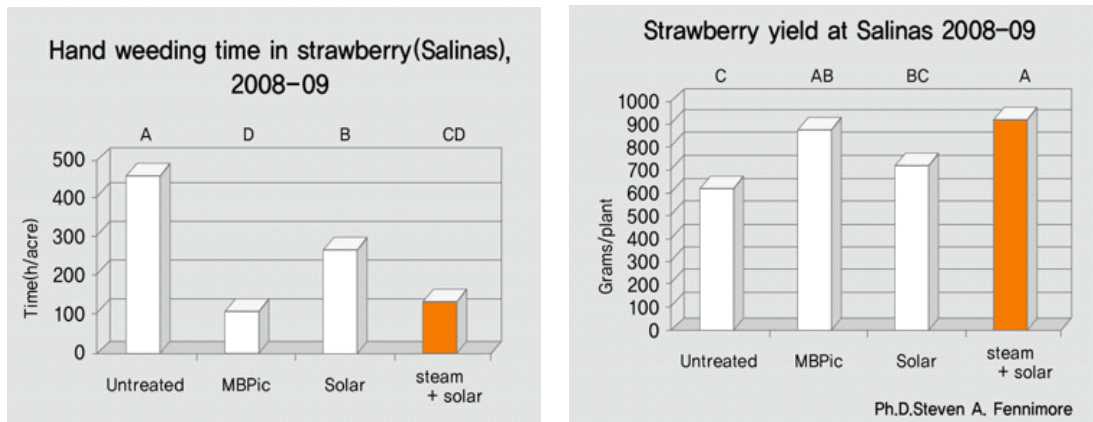 Hand weeding time in strawberry(Salinas),
2008-09
A D B CD
500
400
300
200
100
0
Time(h/acre)
Untreated MBPic Solar steam
+ solar
Strawberry yield at Salinas 2008-09
C AB BC A
1000
900
800
700
600
500
400
300
200
100
0
Grams/plant
Untreated MBPic Solar steam
+ solar
Ph.D.Steven A. Fennimore